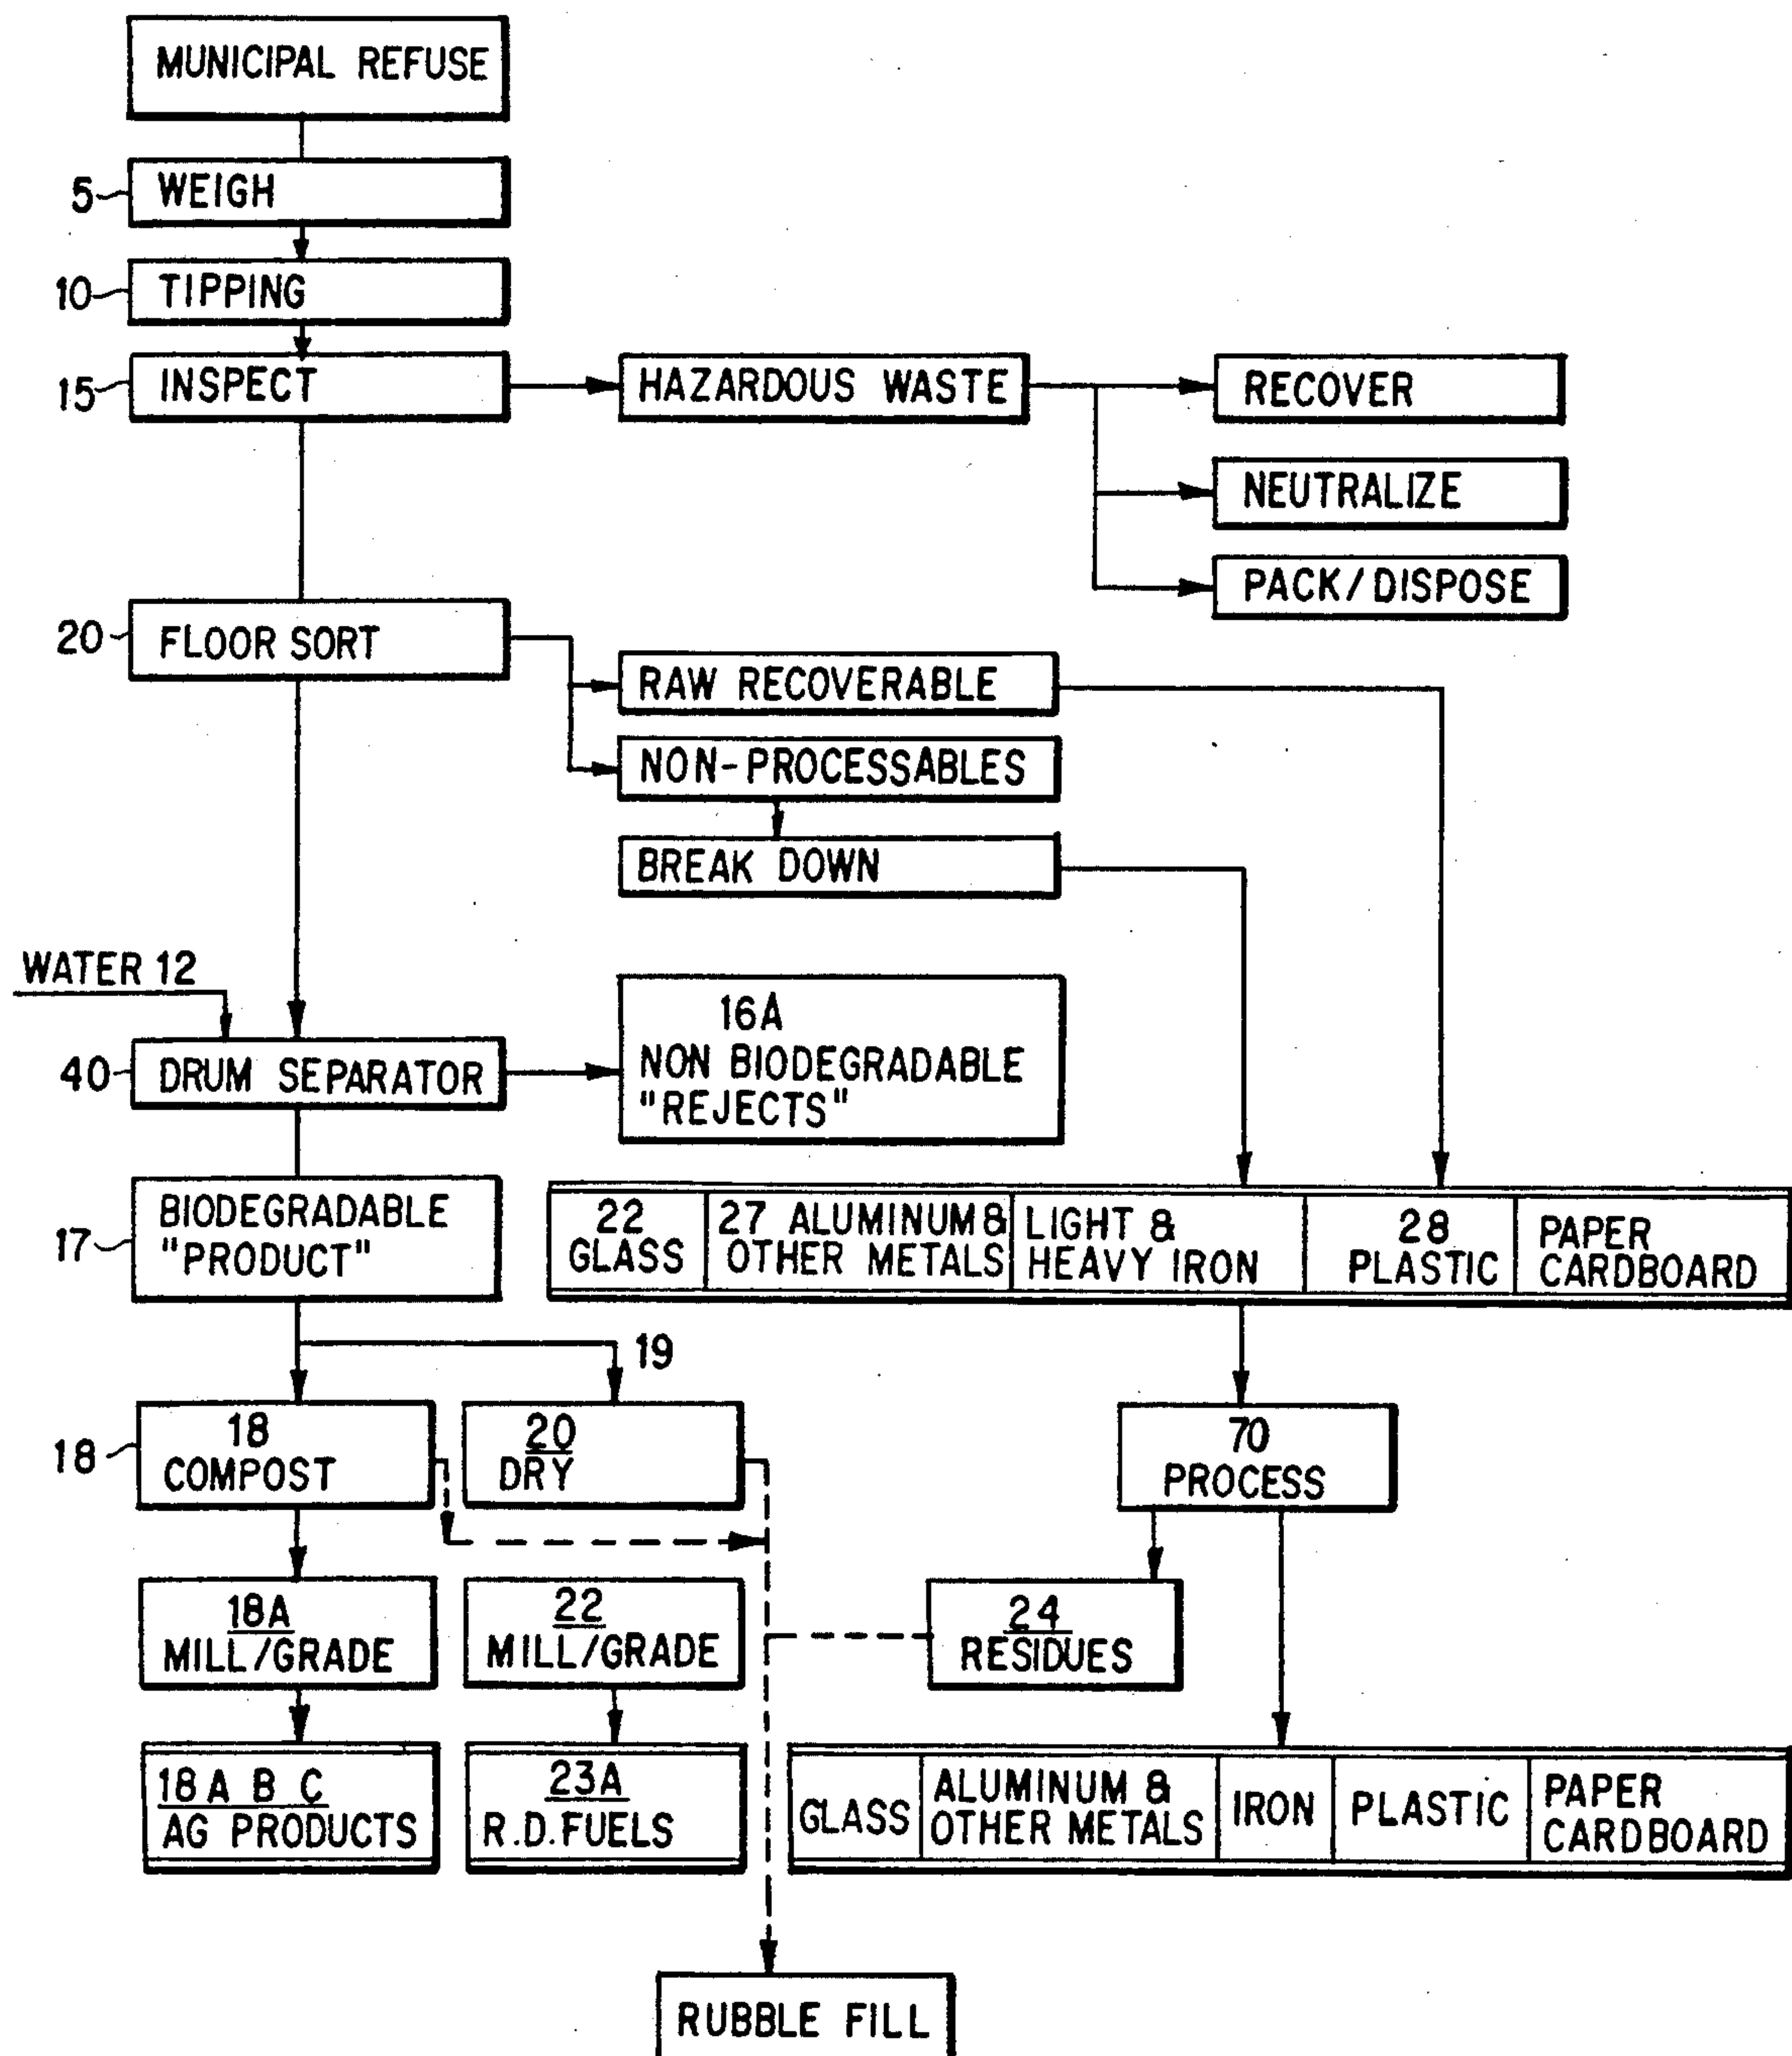 MUNICIPAL REFUSE
5 WEIGH
10 TIPPING
15 INSPECT
HAZARDOUS WASTE
RECOVER
NEUTRALIZE
PACK/DISPOSE
20 FLOOR SORT
RAW RECOVERABLE
NON-PROCESSABLES
BREAK DOWN
WATER 12
40 DRUM SEPARATOR
16A
NON BIODEGRADABLE
"REJECTS"
17
BIODEGRADABLE
"PRODUCT"
22
GLASS
27 ALUMINUM &
OTHER METALS
LIGHT &
HEAVY IRON
28
PLASTIC
PAPER
CARDBOARD
19
18
18
COMPOST
20
DRY
70
PROCESS
18A
MILL/GRADE
22
MILL/GRADE
24
RESIDUES
18A B C
AG PRODUCTS
23A
R.D.FUELS
GLASS
ALUMINUM &
OTHER METALS
IRON
PLASTIC
PAPER
CARDBOARD
RUBBLE FILL